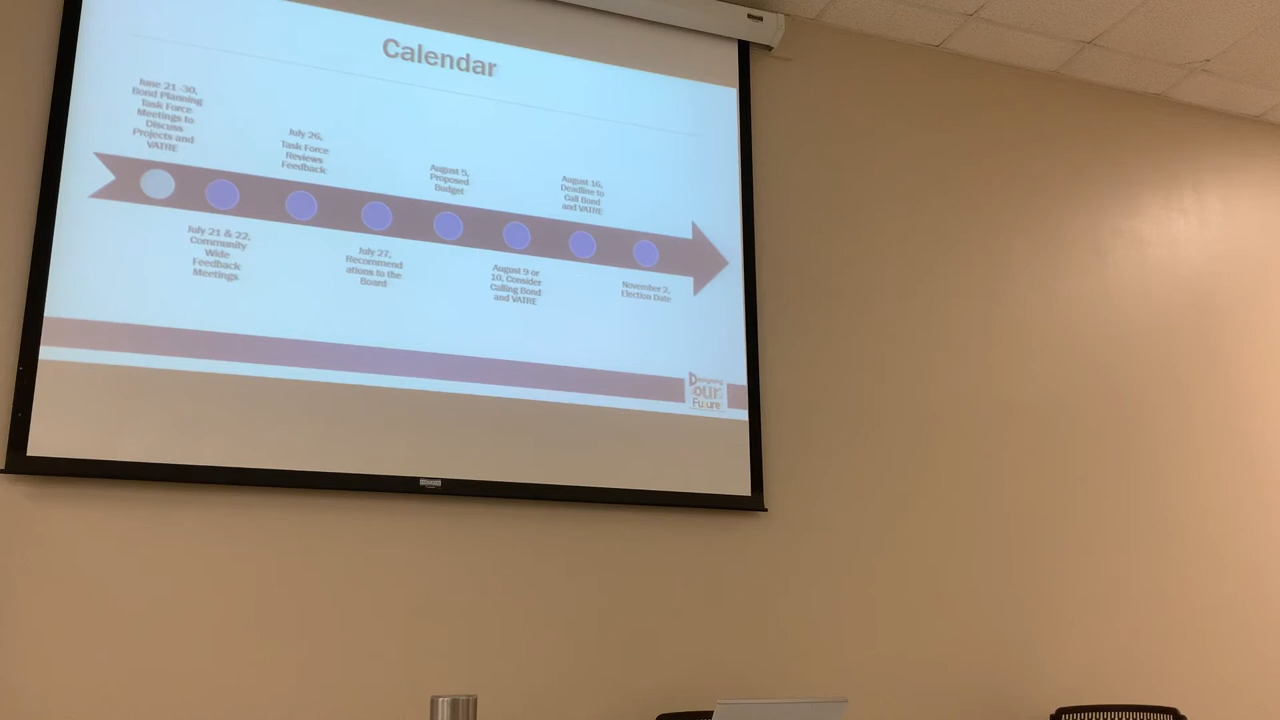 Calendar
June 21-30,
Bond Planning
Task Force
Meetings to
Discuss
Projects and
VATRE
July 21 & 22,
Community
Wide
Feedback
Meetings
July 26,
Task Force
Reviews
Feedback
July 27,
Recommend
ations to the
Board
August 5,
Proposed
Budget
August 9 or
10, Consider
Calling Bond
and VATRE
August 16,
Deadline to
Call Bond
and VATRE
November 2,
Election Date
Designing
our
Future